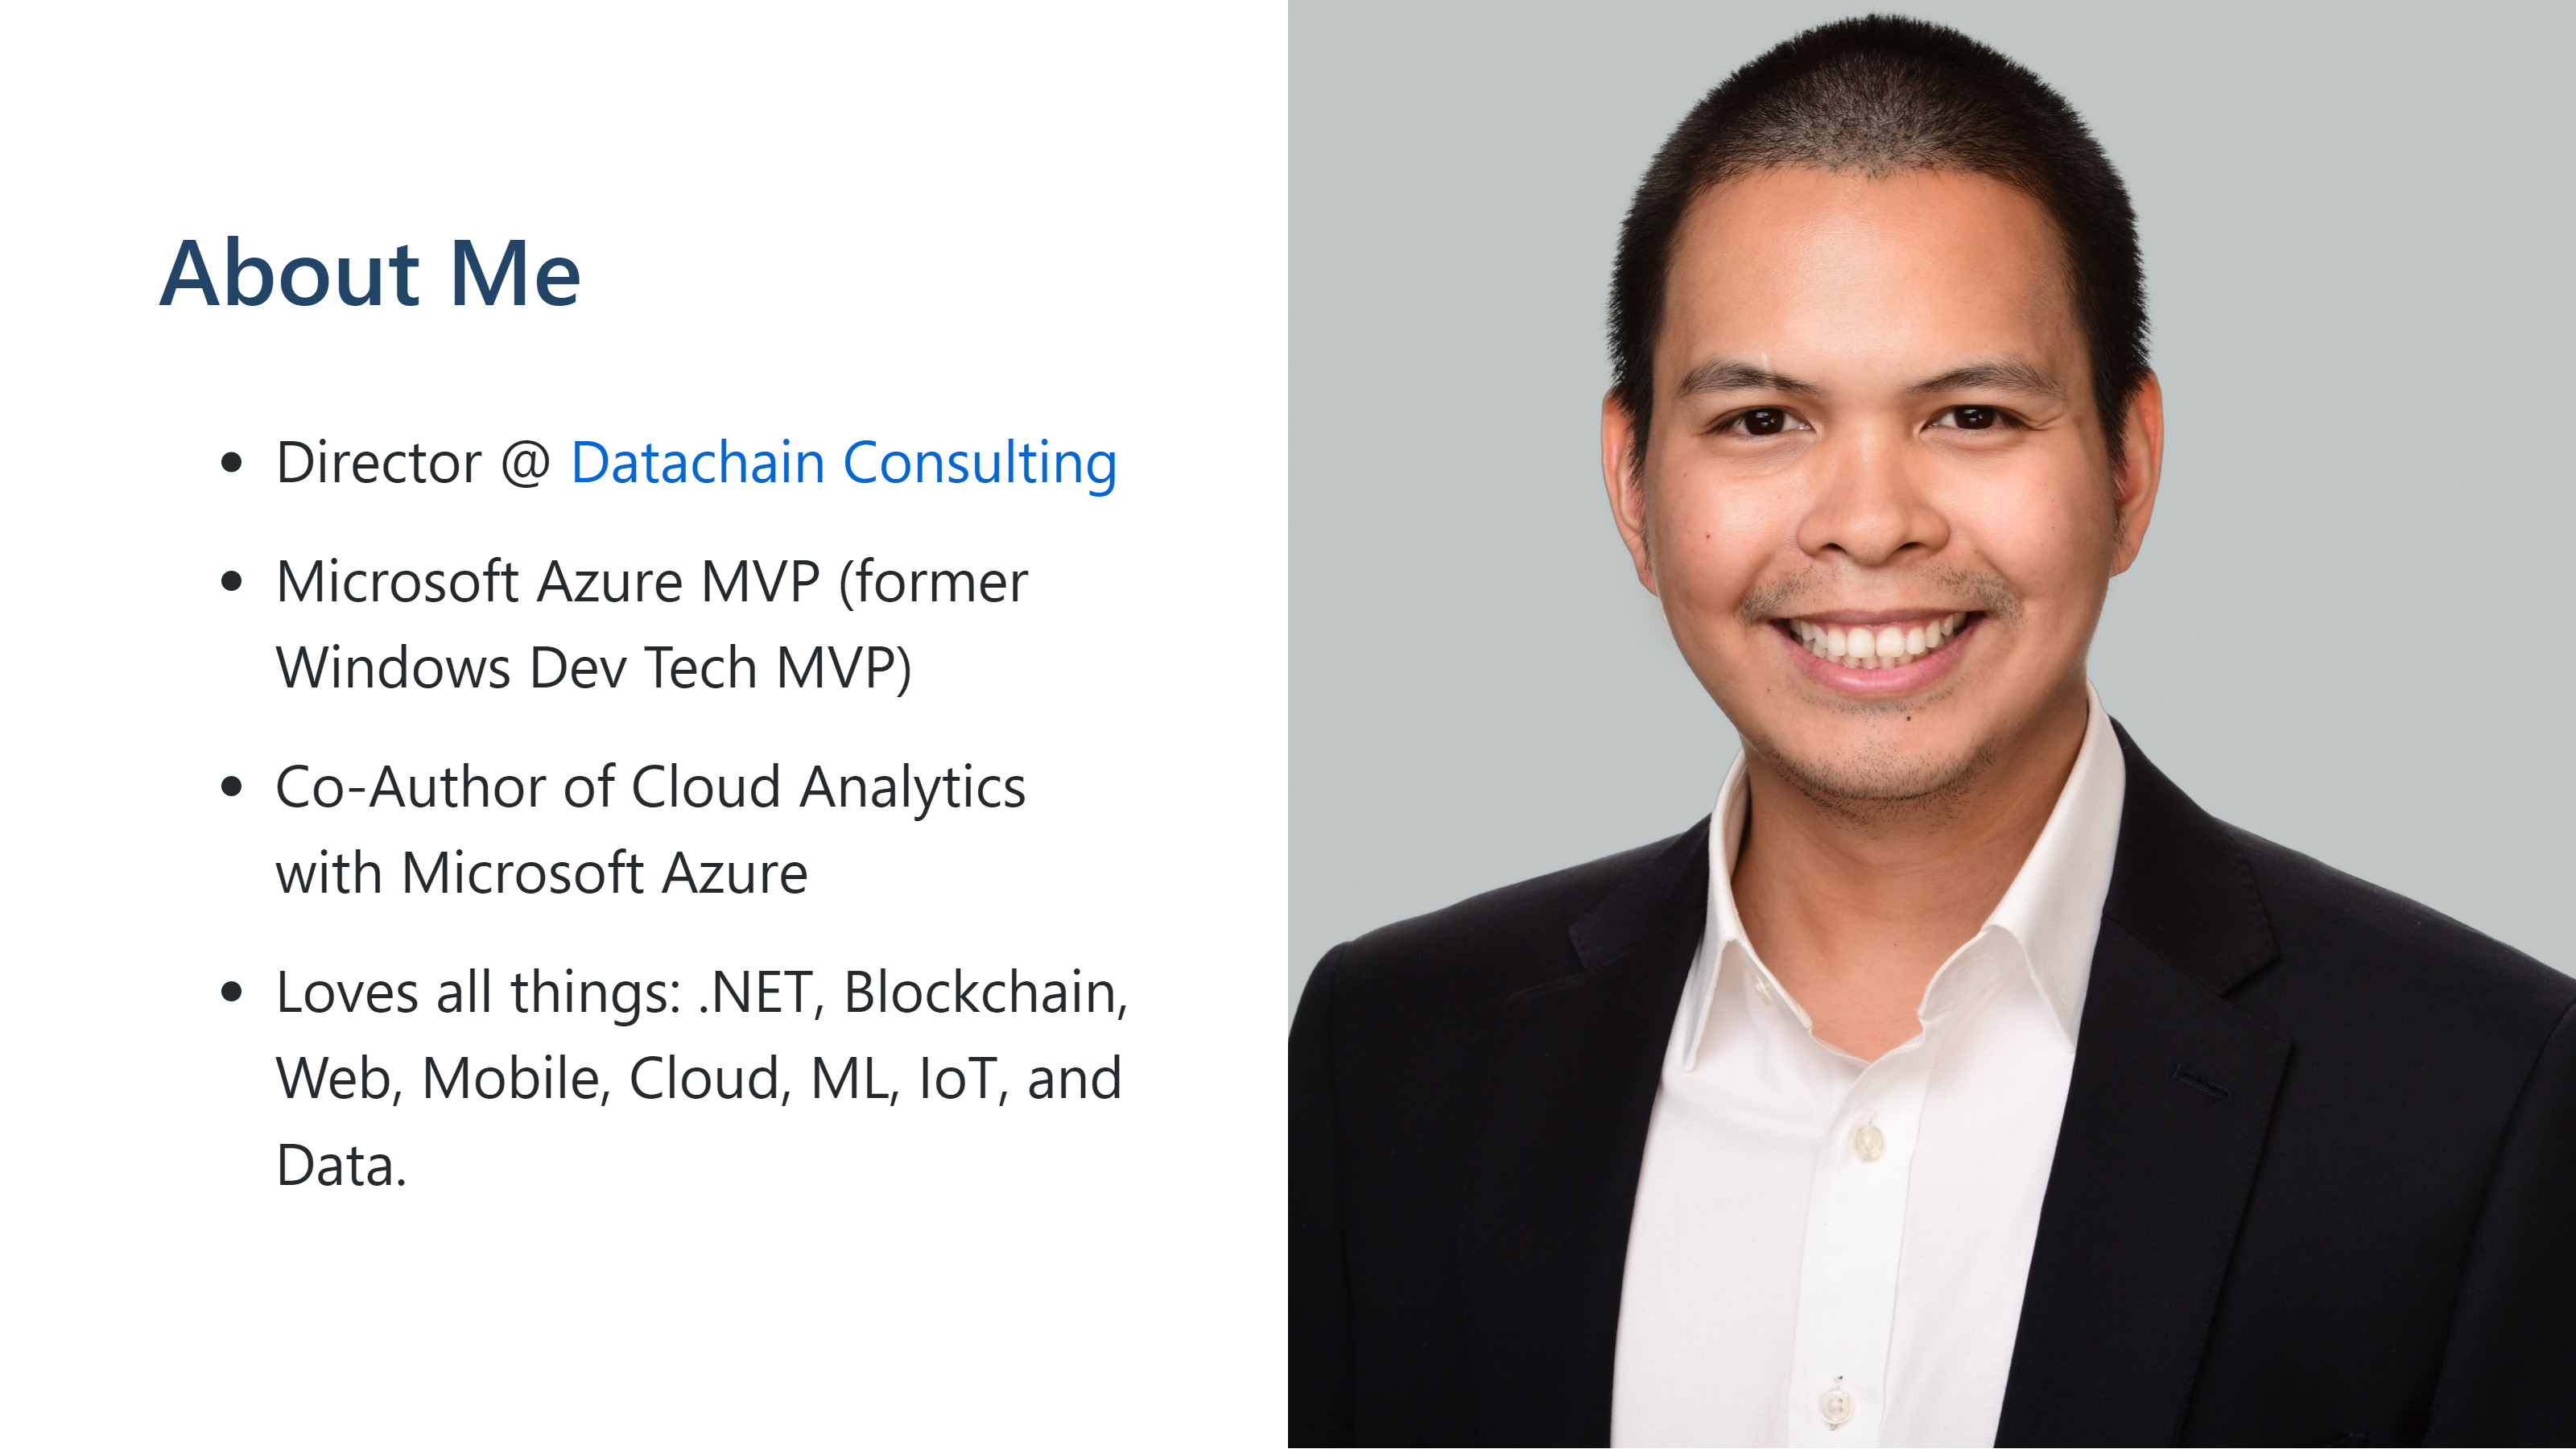 About Me
• Director @ Datachain Consulting
• Microsoft Azure MVP (former
Windows Dev Tech MVP)
• Co-Author of Cloud Analytics
with Microsoft Azure
• Loves all things: .NET, Blockchain,
Web, Mobile, Cloud, ML, IoT, and
Data.